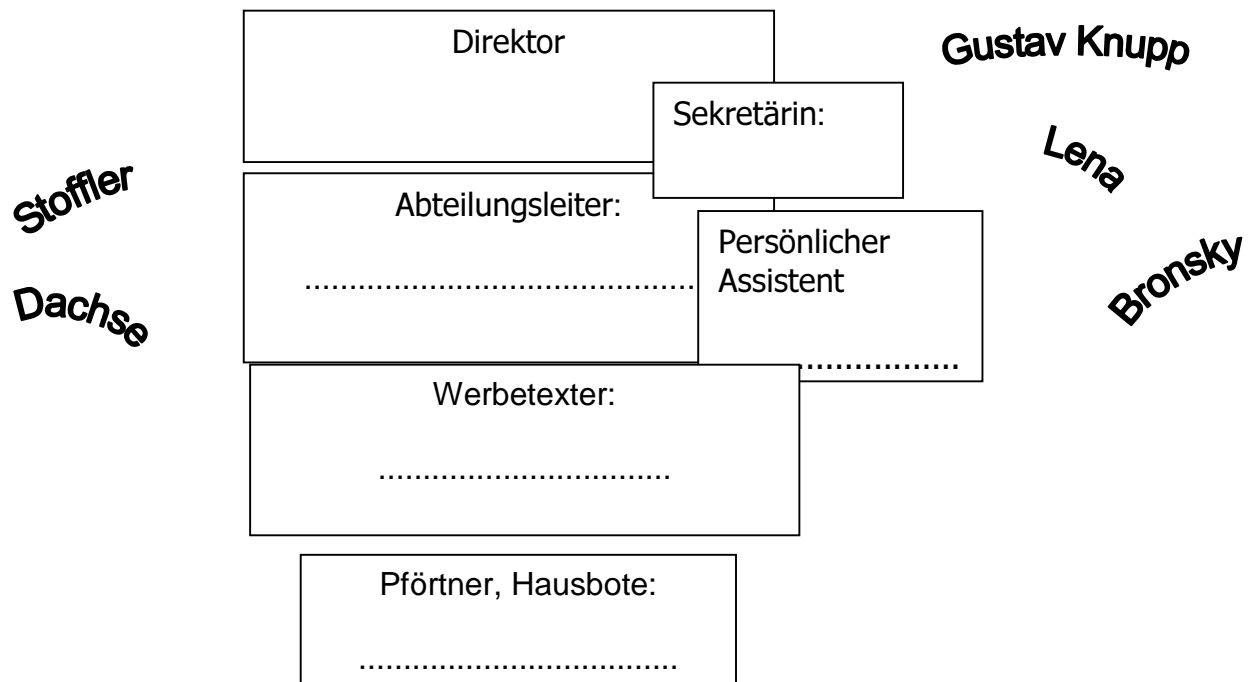 Direktor
Gustav Knupp
Sekretärin:
Lena
Stoffler
Abteilungsleiter:
............................................
Persönlicher
Assistent
..................
Bronsky
Dachse
Werbetexter:
.................................
Pförtner, Hausbote:
....................................